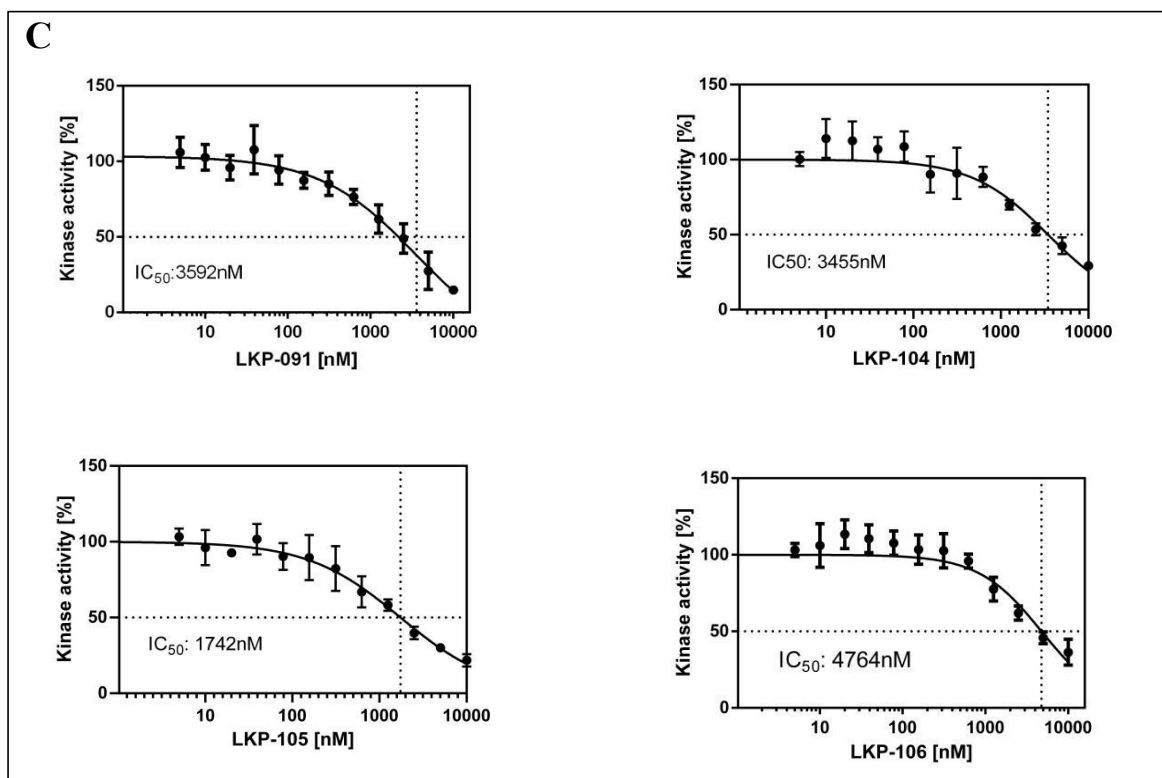 C
150
100
50
0
Kinase activity [%]
IC₅₀:3592nM
10 100 1000 10000
LKP-091 [nM]
150
100
50
0
Kinase activity [%]
IC50: 3455nM
10 100 1000 10000
LKP-104 [nM]
150
100
50
0
Kinase activity [%]
IC₅₀: 1742nM
10 100 1000 10000
LKP-105 [nM]
150
100
50
0
Kinase activity [%]
IC₅₀: 4764nM
10 100 1000 10000
LKP-106 [nM]